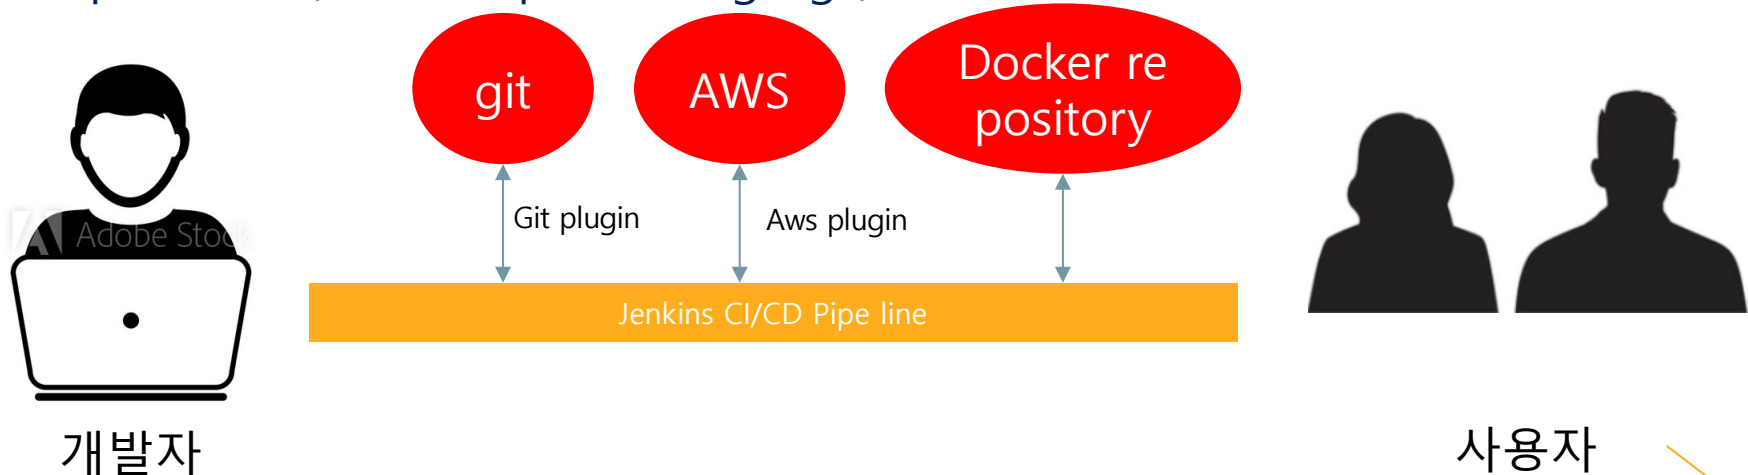 git
AWS
Docker re
pository
Git plugin
Aws plugin
Adobe Stock
Jenkins CI/CD Pipe line
개발자
사용자